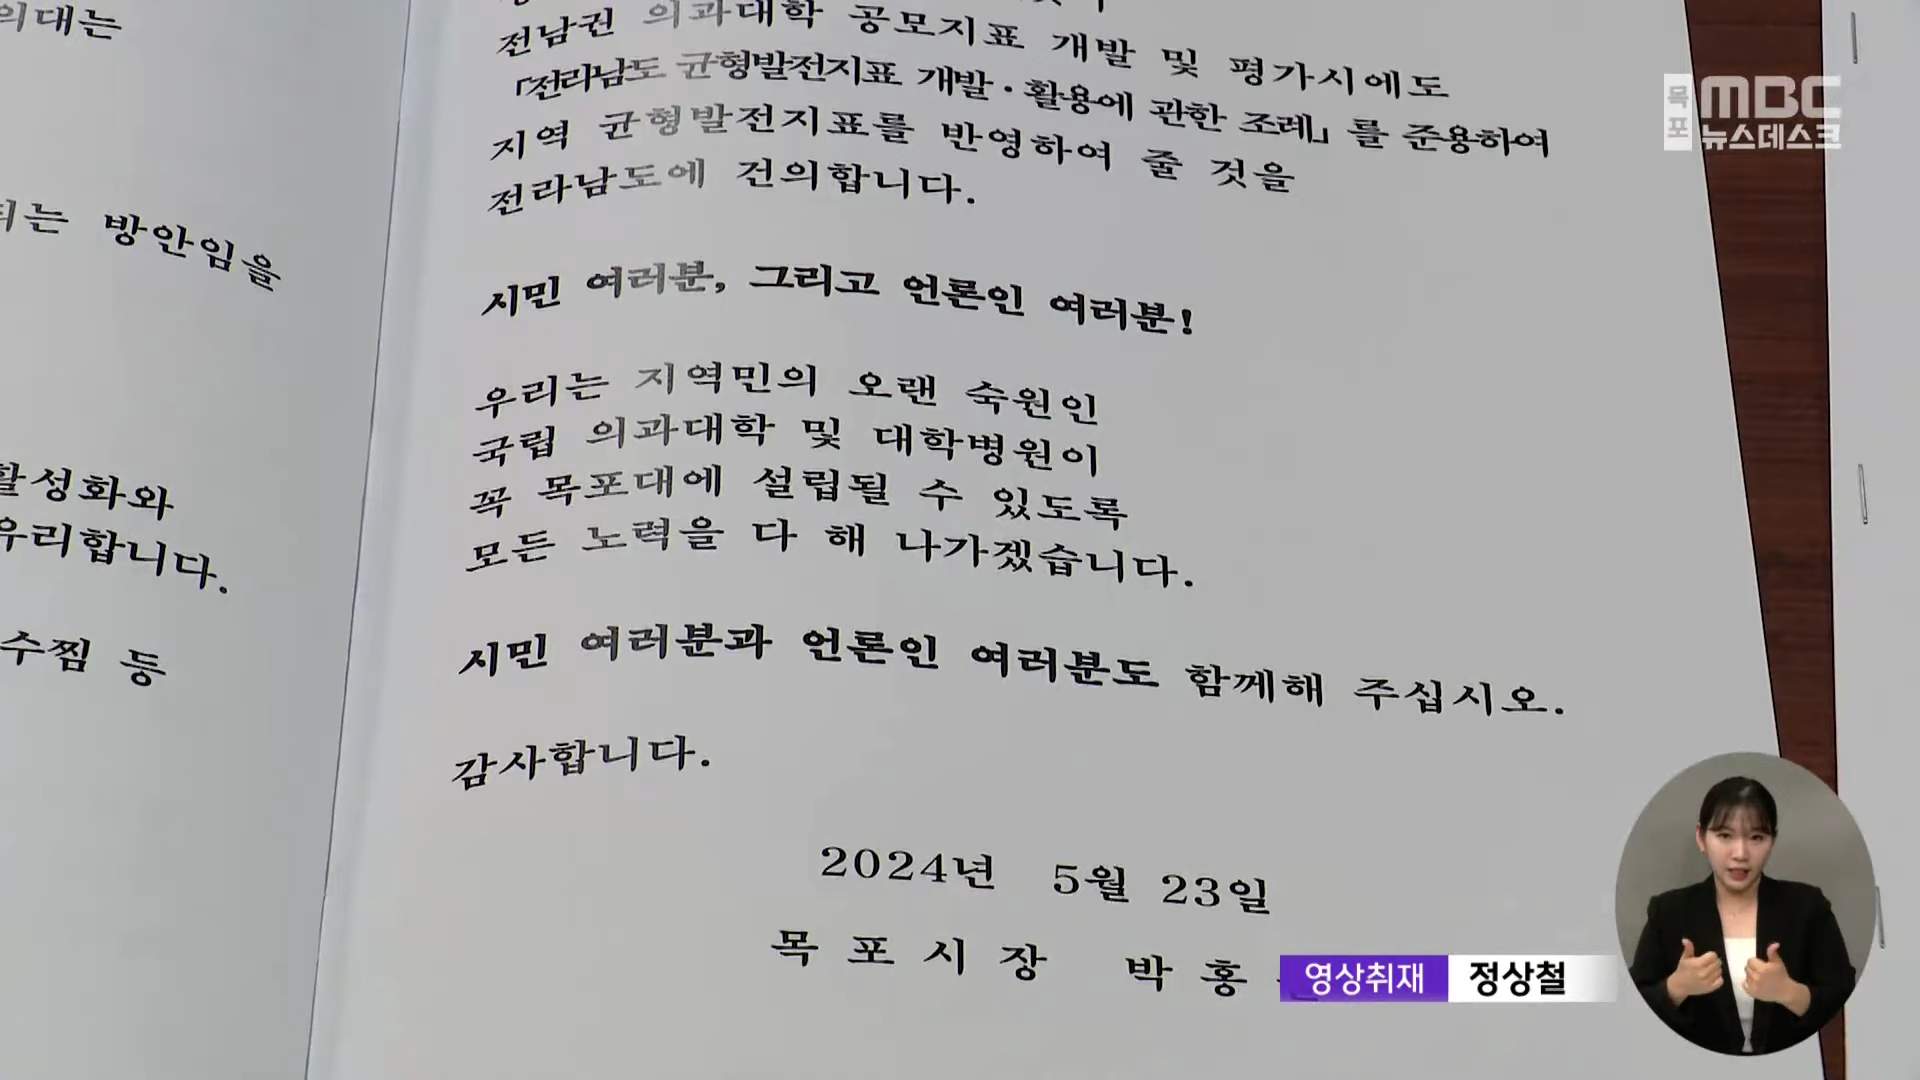 의대는
는 방안임을
활성화와
우리합니다.
수찜 등
전남권 의과대학 공모지표 개발 및 평가시에도
「전라남도 균형발전지표 개발·활용에 관한 조례」를 준용하여
지역 균형발전지표를 반영하여 줄 것을
전라남도에 건의합니다.
시민 여러분, 그리고 언론인 여러분!
우리는 지역민의 오랜 숙원인
국립 의과대학 및 대학병원이
꼭 목포대에 설립될 수 있도록
모든 노력을 다 해 나가겠습니다.
시민 여러분과 언론인 여러분도 함께해 주십시오.
감사합니다.
2024년 5월 23일
목 포 시 장 박 홍
목포 MBC
뉴스데스크
영상취재 정상철